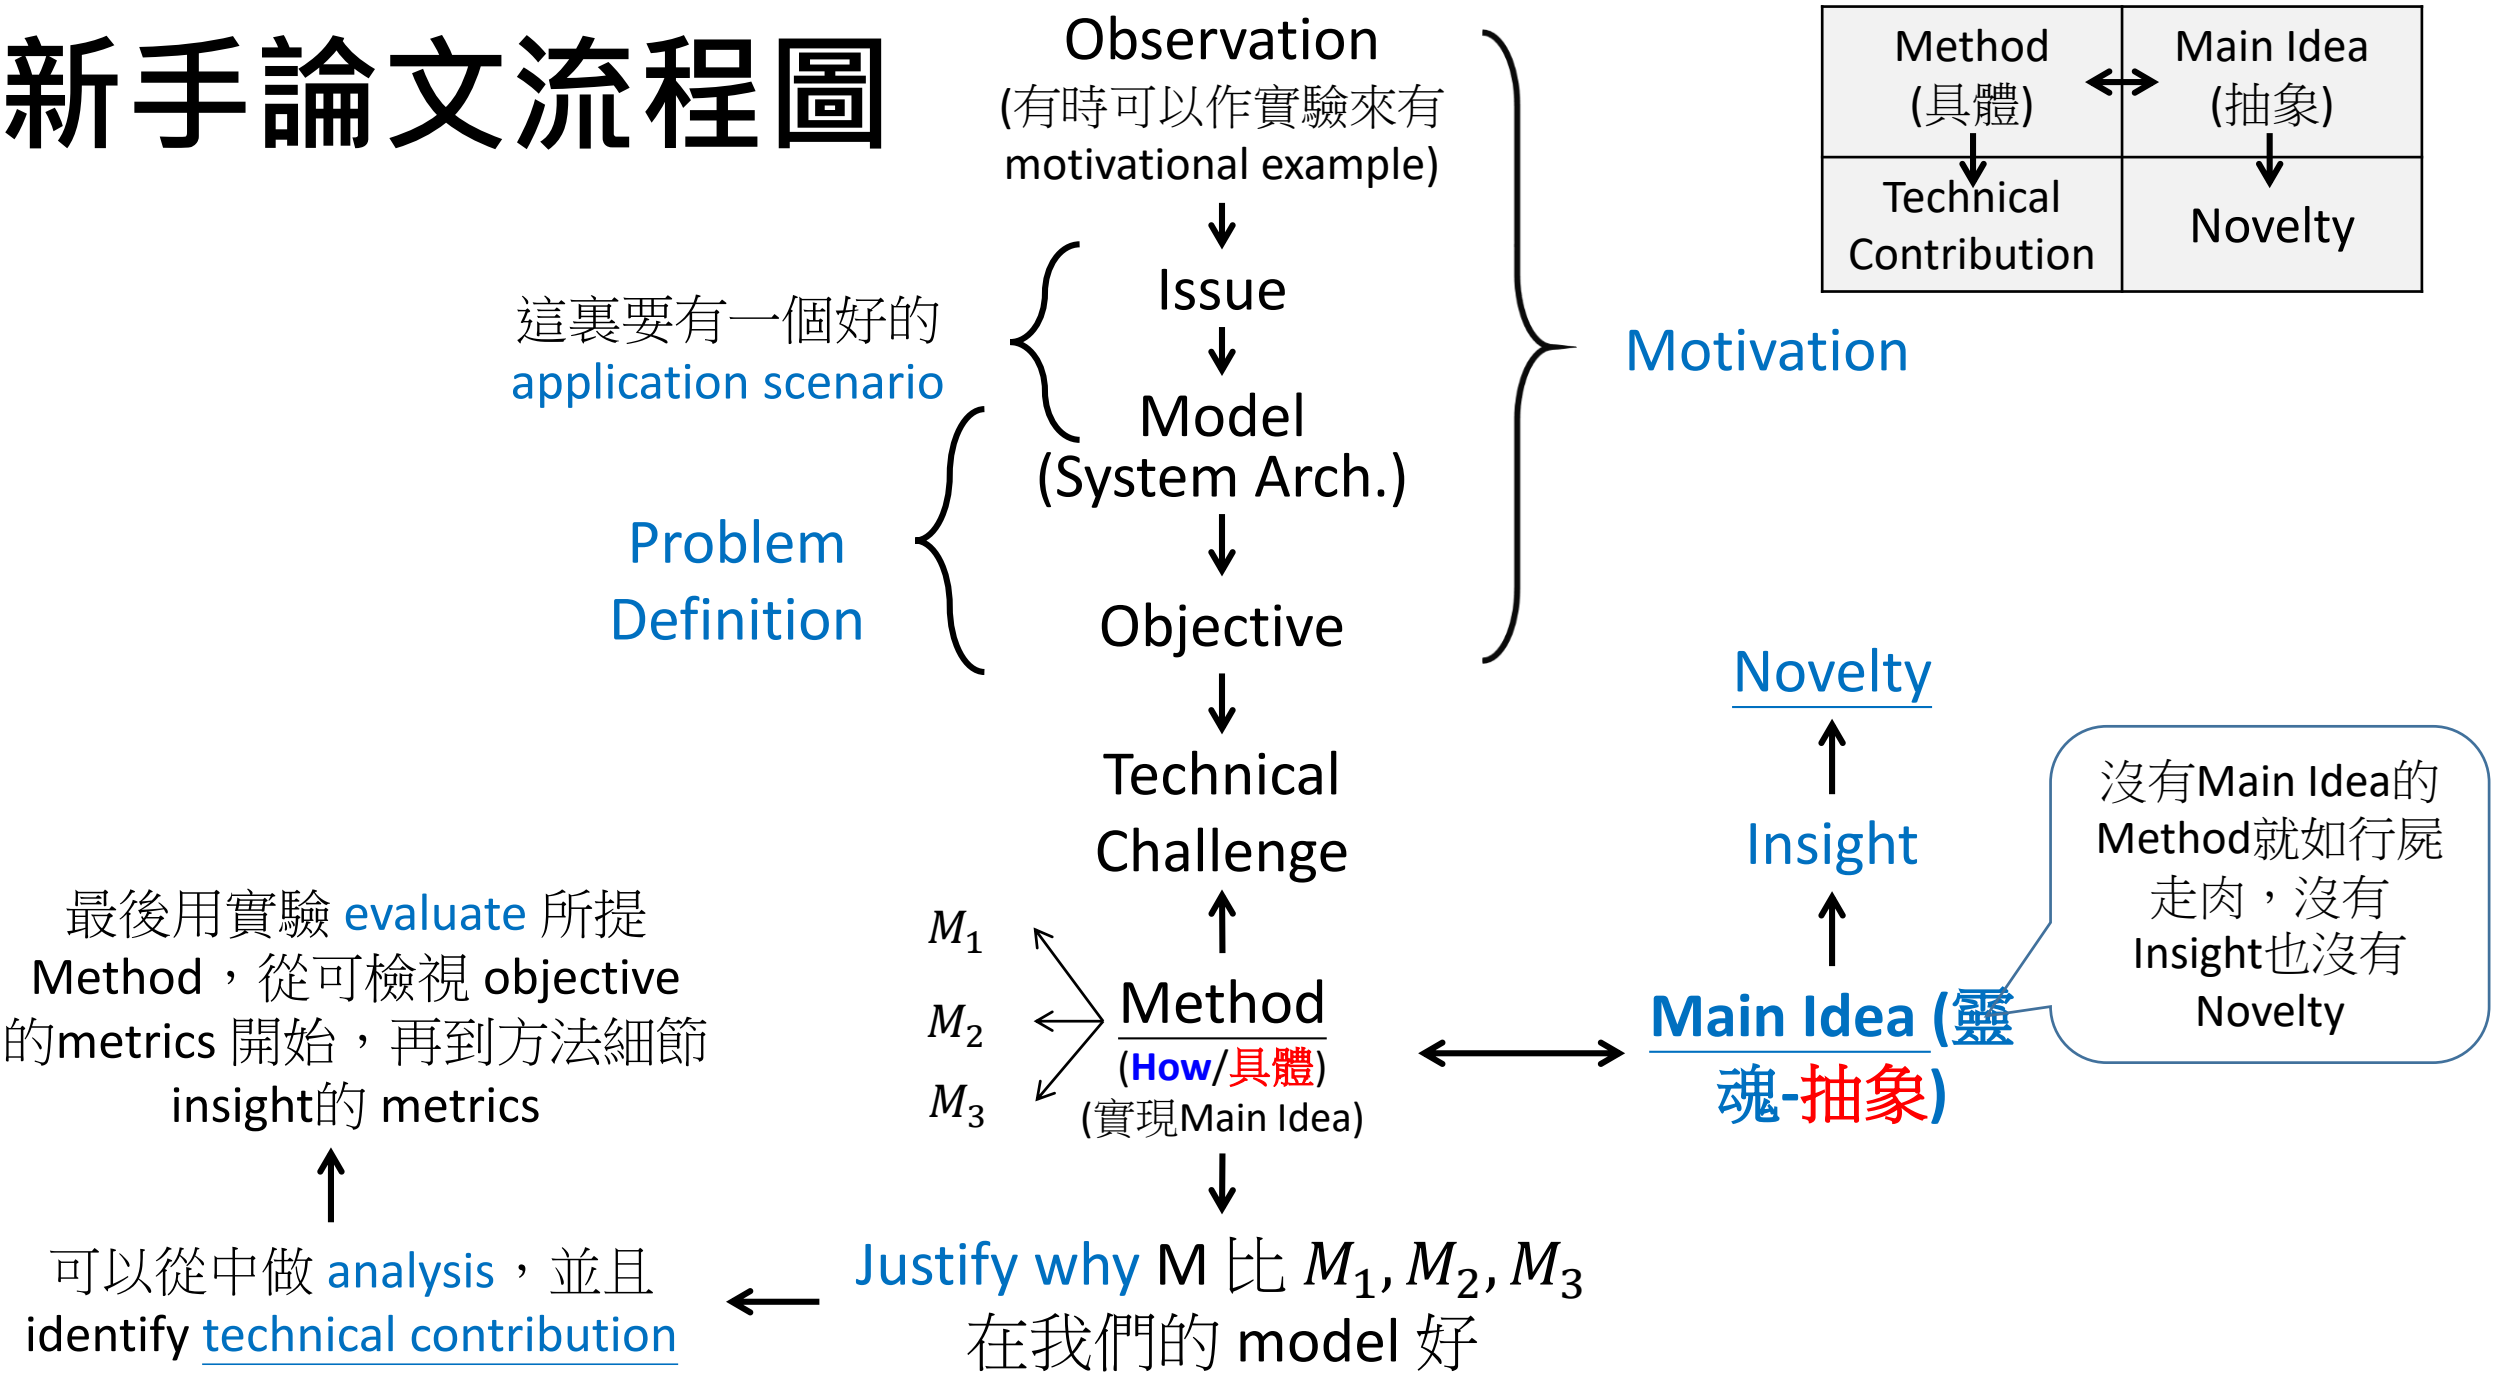 新手論文流程圖
Observation
(有時可以作實驗來有
motivational example)
Issue
Model
(System Arch.)
Objective
Technical
Challenge
Method
(How/具體)
(實現Main Idea)
這裏要有一個好的
application scenario
Problem
Definition
Motivation
Method
(具體)
Main Idea
(抽象)
Technical
Contribution
Novelty
Novelty
Insight
Main Idea (靈
魂-抽象)
沒有Main Idea的
Method就如行屍
走肉，沒有
Insight也沒有
Novelty
M₁
M₂
M₃
Justify why M 比 M₁, M₂, M₃
在我們的 model 好
可以從中做 analysis，並且
identify technical contribution
最後用實驗 evaluate 所提
Method，從可檢視 objective
的metrics 開始，再到方法細節
insight的 metrics